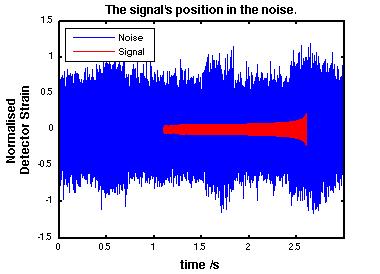 The signal's position in the noise.
Noise
Signal
1.5
1
0.5
0
-0.5
-1
-1.5
Normalised
Detector Strain
0 0.5 1 1.5 2 2.5
time /s